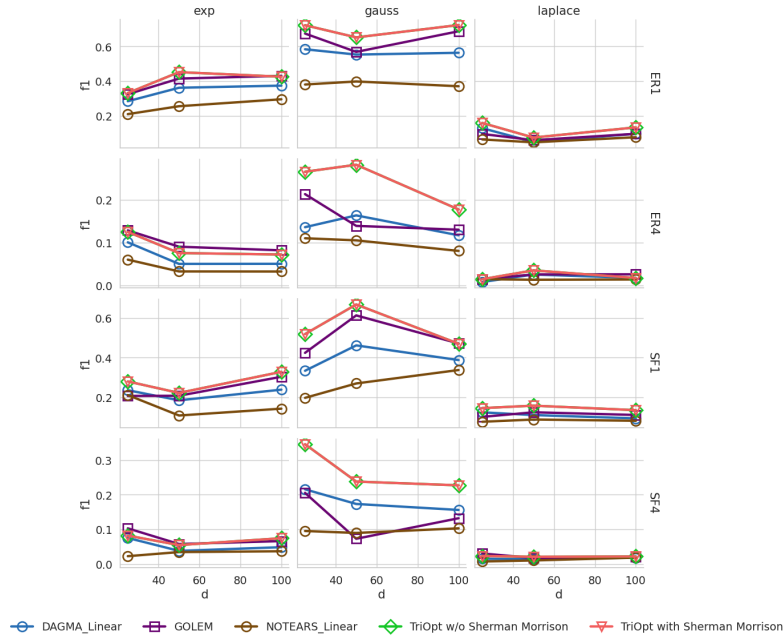 exp gauss laplace
f1 0.6 0.4 0.2 ER1
f1 0.2 0.1 0.0 ER4
f1 0.6 0.4 0.2 SF1
f1 0.3 0.2 0.1 0.0 SF4
40 60 80 100 40 60 80 100 40 60 80 100
d d d
DAGMA_Linear GOLEM NOTEARS_Linear TriOpt w/o Sherman Morrison TriOpt with Sherman Morrison